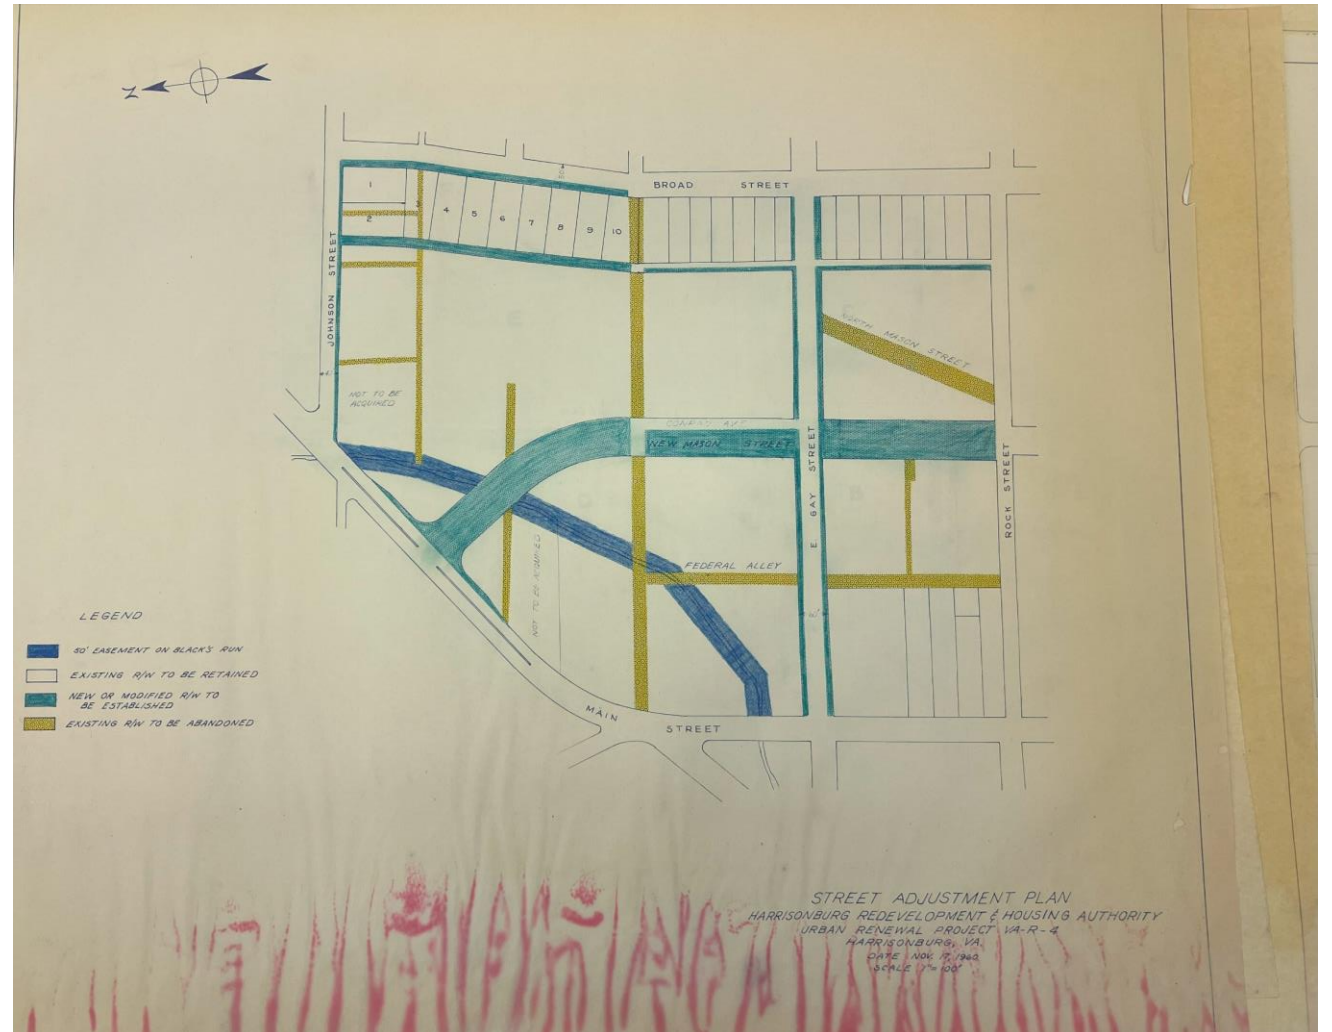 N
BROAD STREET
1
2
3
4
5
6
7
8
9
10
50'
JOHNSON STREET
NORTH MASON STREET
NOT TO BE
ACQUIRED
CONRAD AVE
NEW MASON STREET
E. GAY STREET
ROCK STREET
FEDERAL ALLEY
NOT TO BE ACQUIRED
MAIN STREET
LEGEND
50' EASEMENT ON BLACK'S RUN
EXISTING R/W TO BE RETAINED
NEW OR MODIFIED R/W TO
BE ESTABLISHED
EXISTING R/W TO BE ABANDONED
STREET ADJUSTMENT PLAN
HARRISONBURG REDEVELOPMENT & HOUSING AUTHORITY
URBAN RENEWAL PROJECT VA-R-4
HARRISONBURG, VA.
DATE NOV. 17, 1960
SCALE 1"=100'